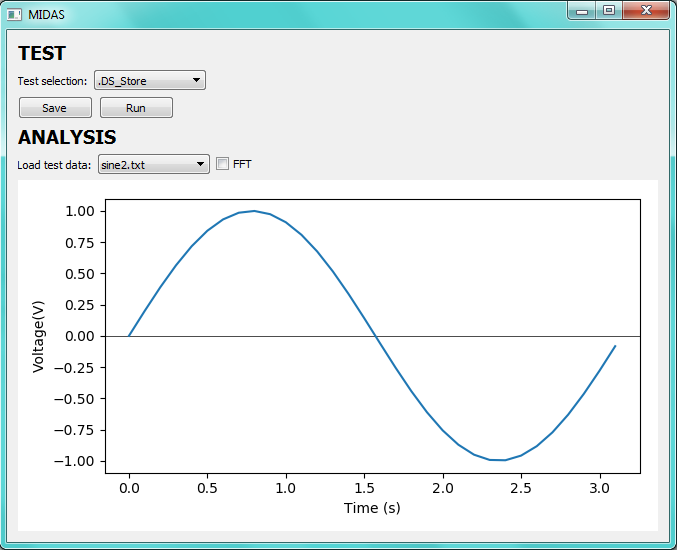 MIDAS
TEST
Test selection: .DS_Store
Save Run
ANALYSIS
Load test data: sine2.txt FFT
1.00
0.75
0.50
0.25
0.00
−0.25
−0.50
−0.75
−1.00
Voltage(V)
0.0 0.5 1.0 1.5 2.0 2.5 3.0
Time (s)